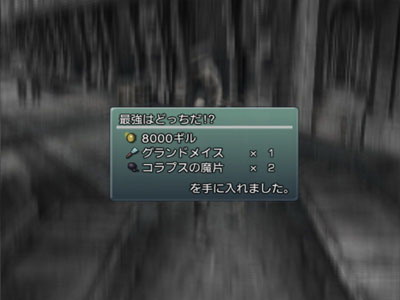 最強はどっちだ!?
8000ギル
グランドメイス × 1
コラプスの魔片 × 2
を手に入れました。